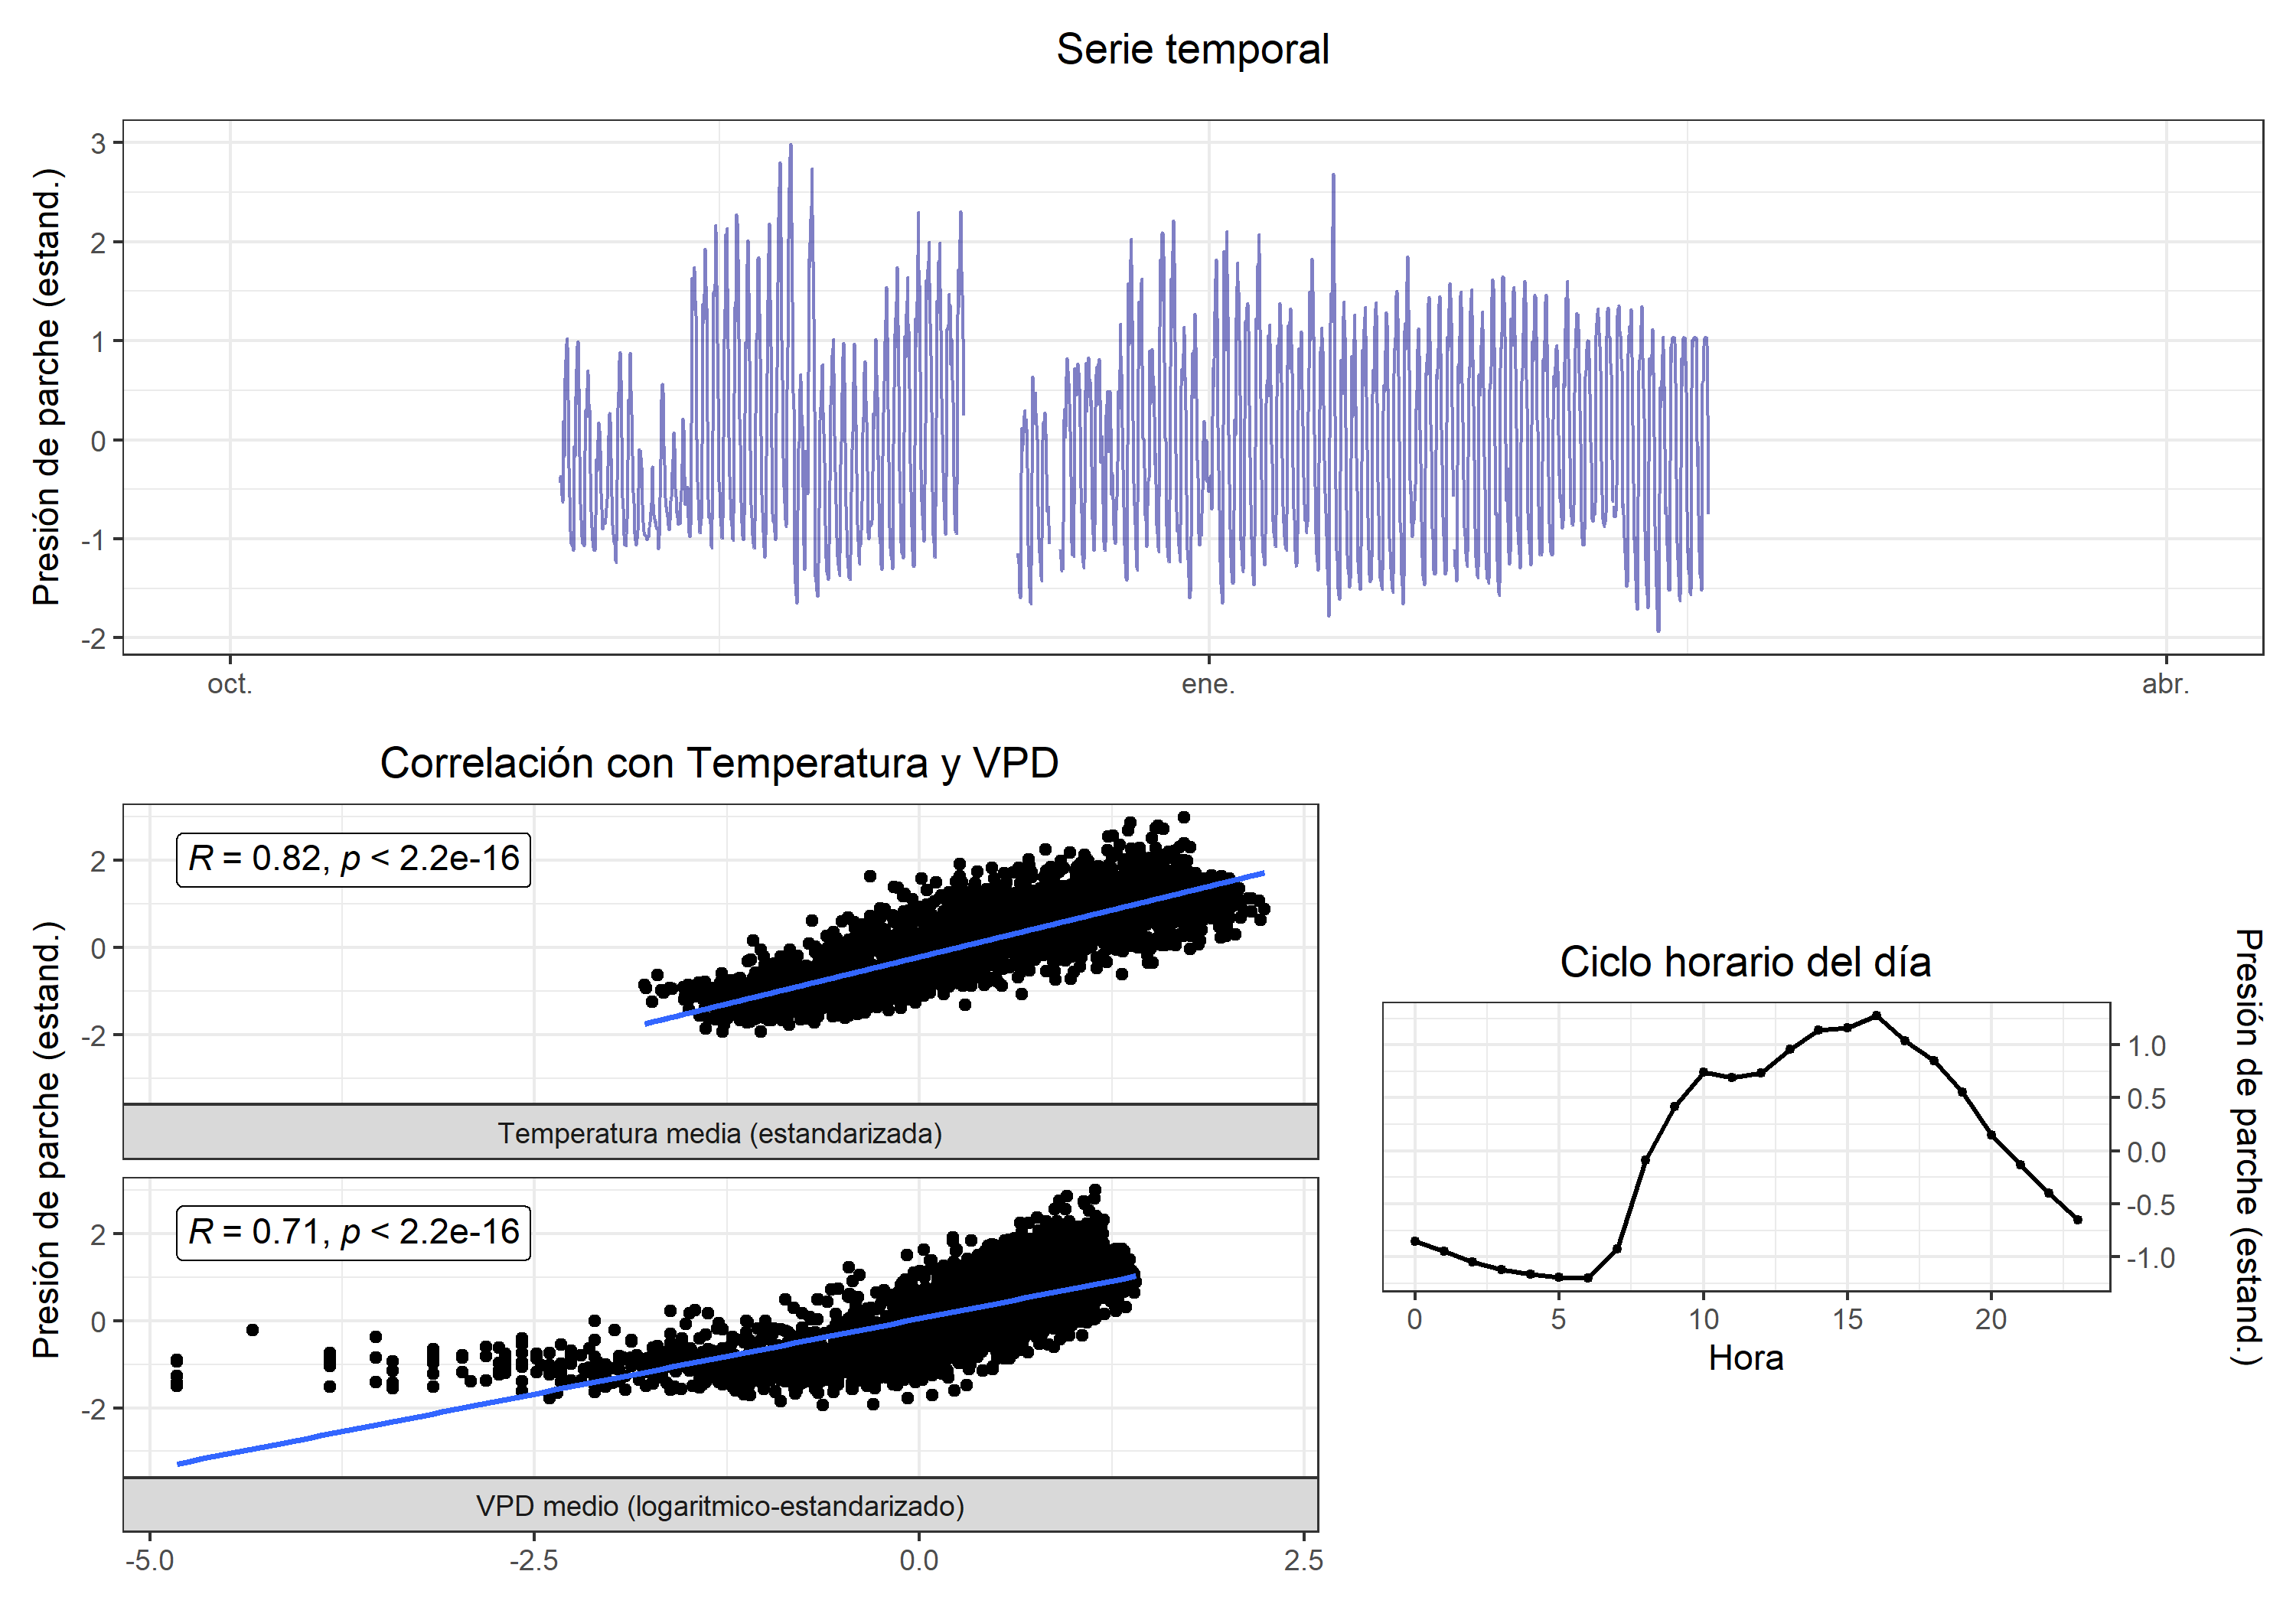 Serie temporal
Presión de parche (estand.)
3
2
1
0
-1
-2
oct.
ene.
abr.
Correlación con Temperatura y VPD
Presión de parche (estand.)
R = 0.82, p < 2.2e-16
2
0
-2
Temperatura media (estandarizada)
R = 0.71, p < 2.2e-16
2
0
-2
VPD medio (logaritmico-estandarizado)
-5.0
-2.5
0.0
2.5
Ciclo horario del día
Presión de parche (estand.)
1.0
0.5
0.0
-0.5
-1.0
0
5
10
15
20
Hora